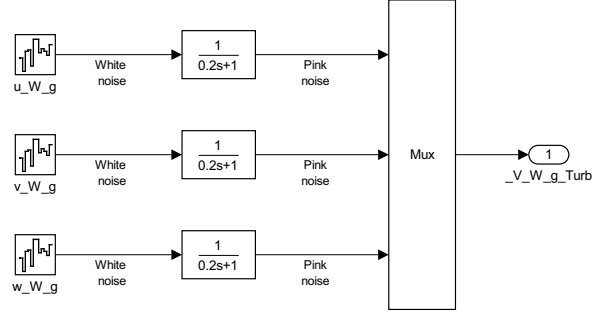 1
0.2s+1
White
noise
Pink
noise
u_W_g
1
0.2s+1
White
noise
Pink
noise
v_W_g
Mux
1
_V_W_g_Turb
1
0.2s+1
White
noise
Pink
noise
w_W_g